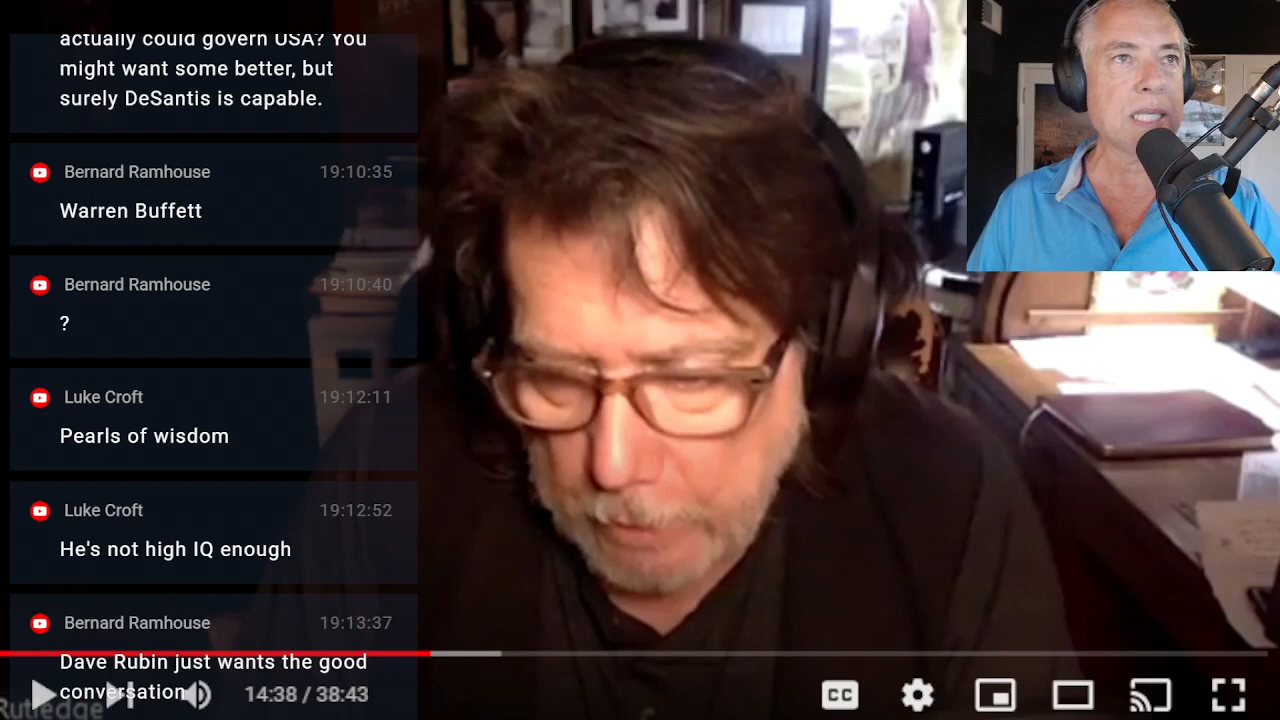 actually could govern USA? You
might want some better, but
surely DeSantis is capable.
Bernard Ramhouse 19:10:35
Warren Buffett
Bernard Ramhouse 19:10:40
?
Luke Croft 19:12:11
Pearls of wisdom
Luke Croft 19:12:52
He's not high IQ enough
Bernard Ramhouse 19:13:37
Dave Rubin just wants the good
conversation
14:38 / 38:43
CC
Rutledge